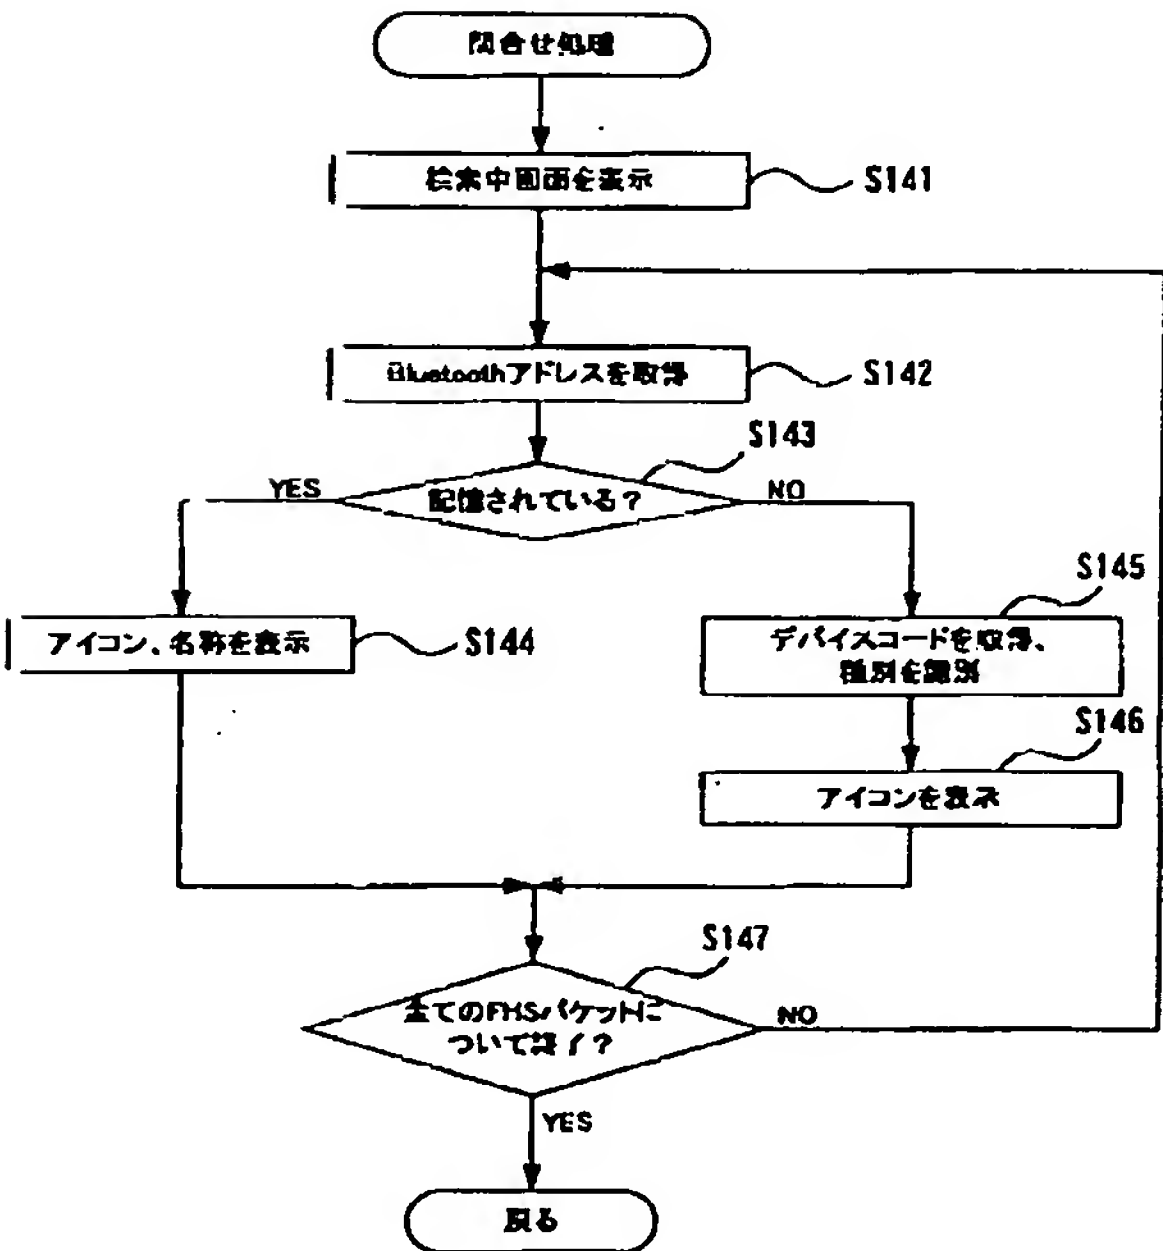 問合せ処理
検索中画面を表示
S141
Bluetoothアドレスを取得
S142
S143
YES
記憶されている？
NO
アイコン、名称を表示
S144
S145
デバイスコードを取得、
種別を識別
S146
アイコンを表示
S147
全てのFHSパケットに
ついて終了？
NO
YES
戻る